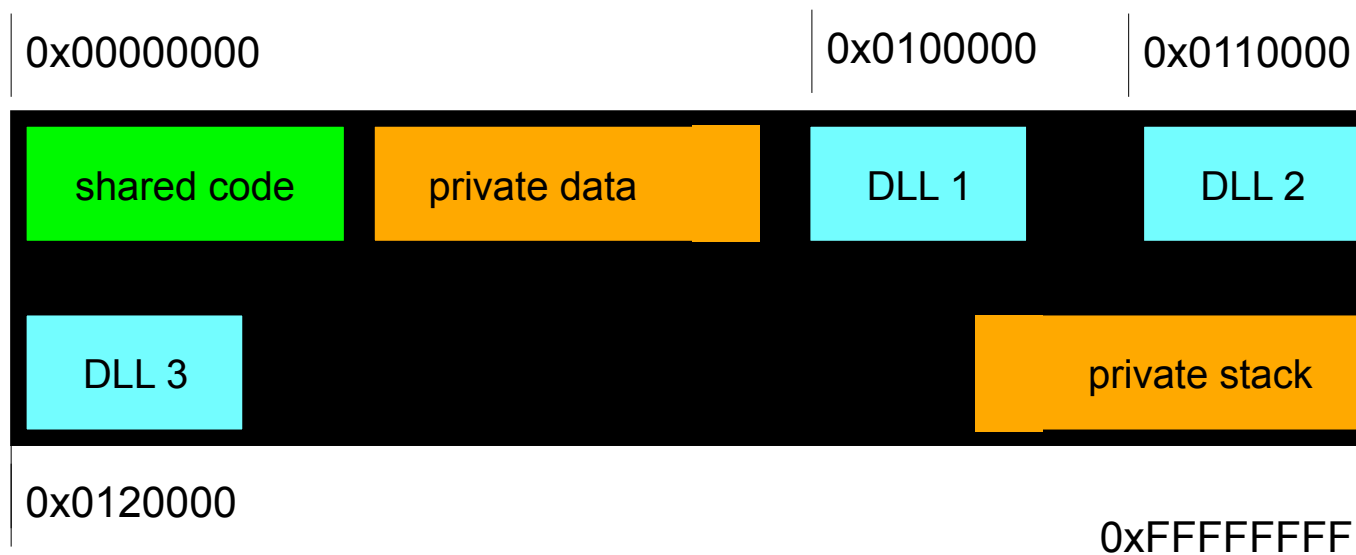 0x00000000
0x0100000
0x0110000
shared code
private data
DLL 1
DLL 2
DLL 3
private stack
0x0120000
0xFFFFFFFF